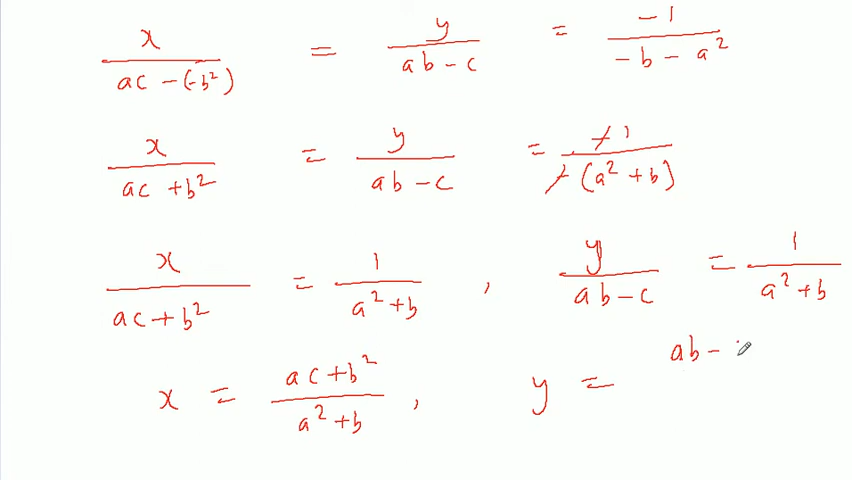 x/(ac-(-b²)) = y/(ab-c) = -1/(-b-a²)
x/(ac+b²) = y/(ab-c) = -1/-(a²+b)
x/(ac+b²) = 1/(a²+b) , y/(ab-c) = 1/(a²+b)
x = (ac+b²)/(a²+b) , y = ab-